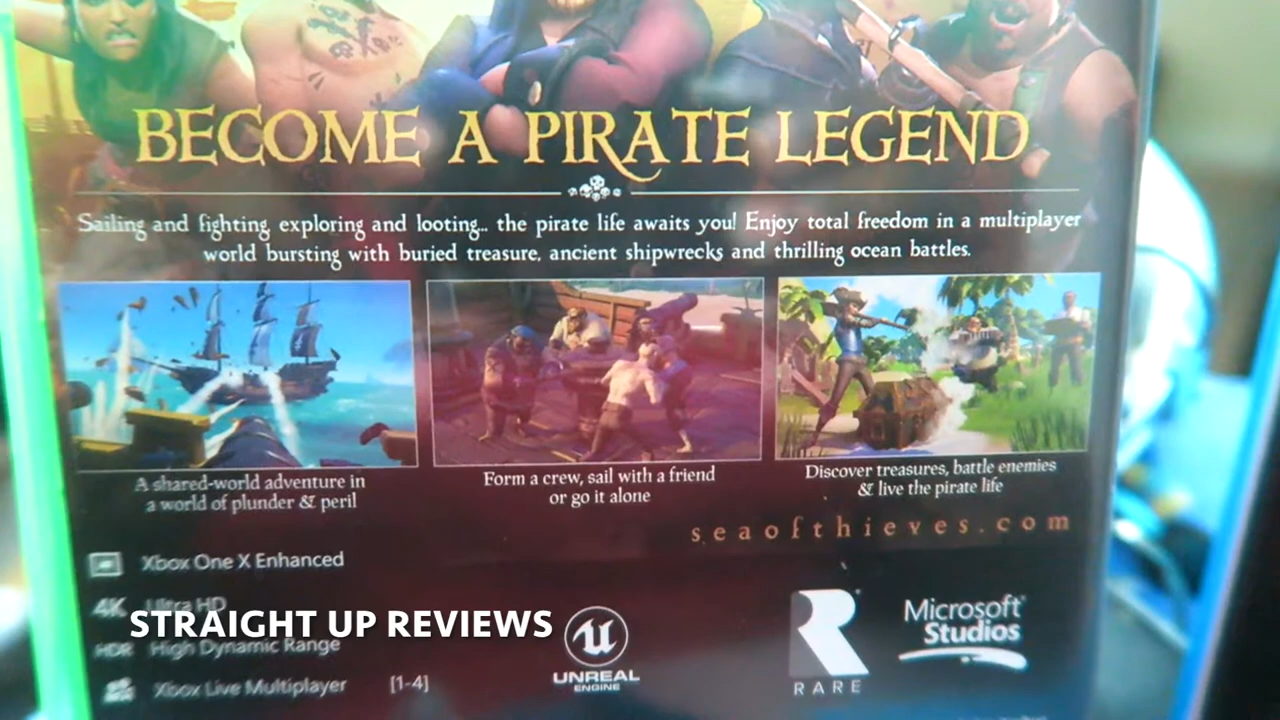 BECOME A PIRATE LEGEND
Sailing and fighting, exploring and looting... the pirate life awaits you! Enjoy total freedom in a multiplayer
world bursting with buried treasure, ancient shipwrecks and thrilling ocean battles.
A shared-world adventure in
a world of plunder & peril
Form a crew, sail with a friend
or go it alone
Discover treasures, battle enemies
& live the pirate life
seaofthieves.com
Xbox One X Enhanced
4K Ultra HD
STRAIGHT UP REVIEWS
HDR High Dynamic Range
Xbox Live Multiplayer [1-4]
UNREAL
ENGINE
RARE
Microsoft
Studios